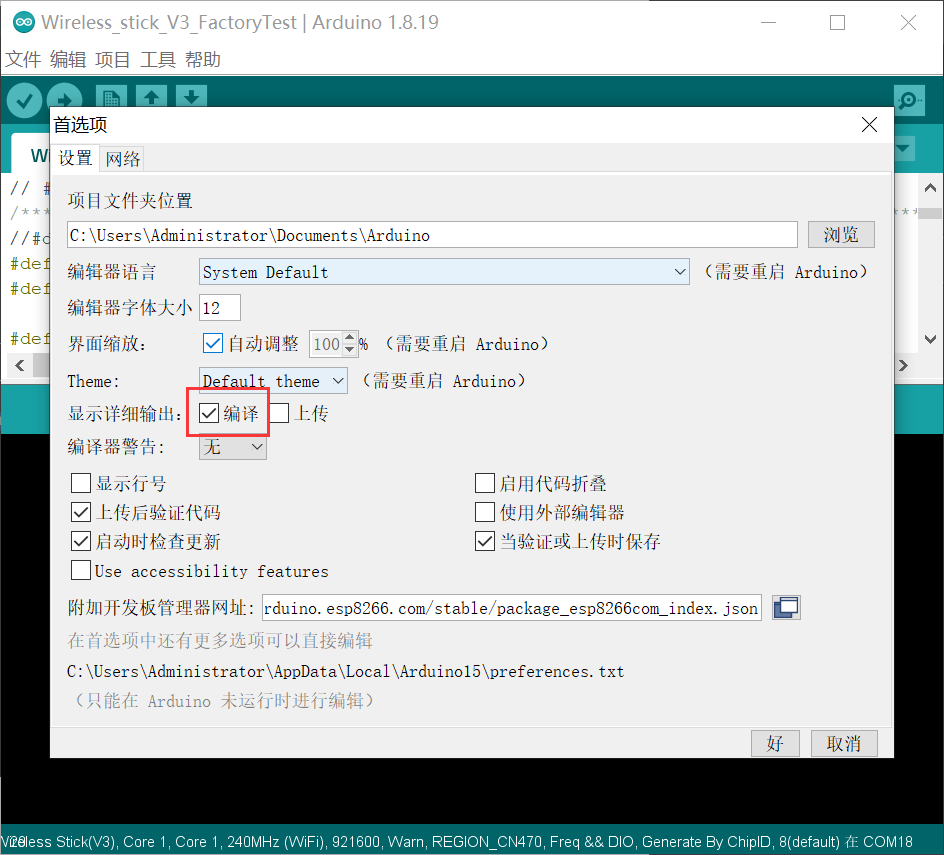 Wireless_stick_V3_FactoryTest | Arduino 1.8.19
文件 编辑 项目 工具 帮助
首选项
设置 网络
W
// #
/***
***
//#d
#def
#def
#def
项目文件夹位置
C:\Users\Administrator\Documents\Arduino 浏览
编辑器语言 System Default （需要重启 Arduino）
编辑器字体大小 12
界面缩放： 自动调整 100 % （需要重启 Arduino）
Theme: Default theme （需要重启 Arduino）
显示详细输出： 编译 上传
编译器警告： 无
显示行号 启用代码折叠
上传后验证代码 使用外部编辑器
启动时检查更新 当验证或上传时保存
Use accessibility features
附加开发板管理器网址： rduino.esp8266.com/stable/package_esp8266com_index.json
在首选项中还有更多选项可以直接编辑
C:\Users\Administrator\AppData\Local\Arduino15\preferences.txt
（只能在 Arduino 未运行时进行编辑）
好 取消
Stick(V3), Core 1, Core 1, 240MHz (WiFi), 921600, Warn, REGION_CN470, Freq && DIO, Generate By ChipID, 8(default) 在 COM18